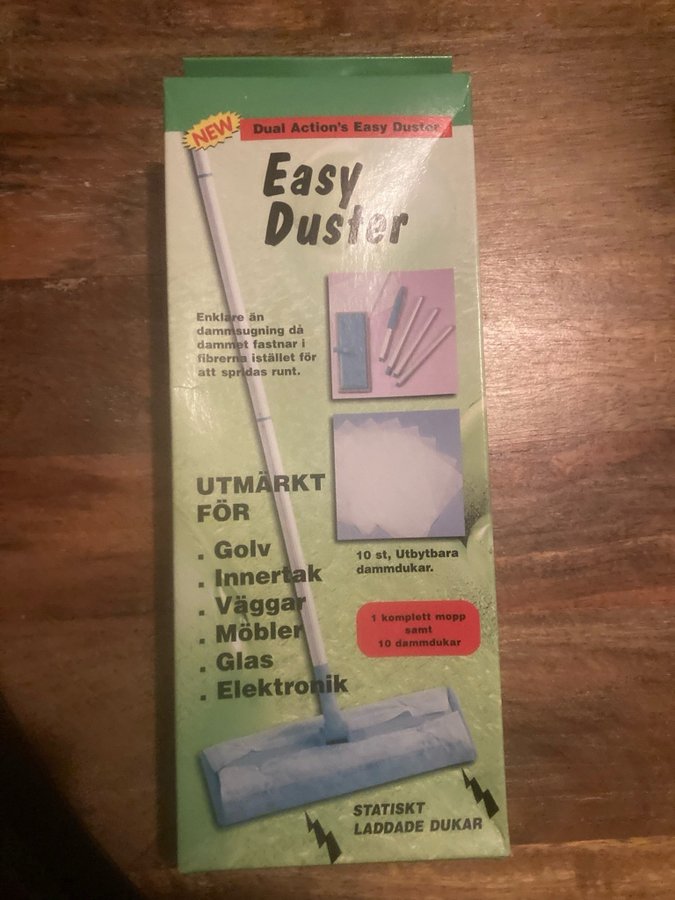 NEW
Dual Action's Easy Duster
Easy
Duster
Enklare än
dammsugning då
dammet fastnar i
fibrerna istället för
att spridas runt.
UTMÄRKT
FÖR
. Golv
. Innertak
. Väggar
. Möbler
. Glas
. Elektronik
10 st, Utbytbara
dammdukar.
1 komplett mopp
samt
10 dammdukar
STATISKT
LADDADE DUKAR